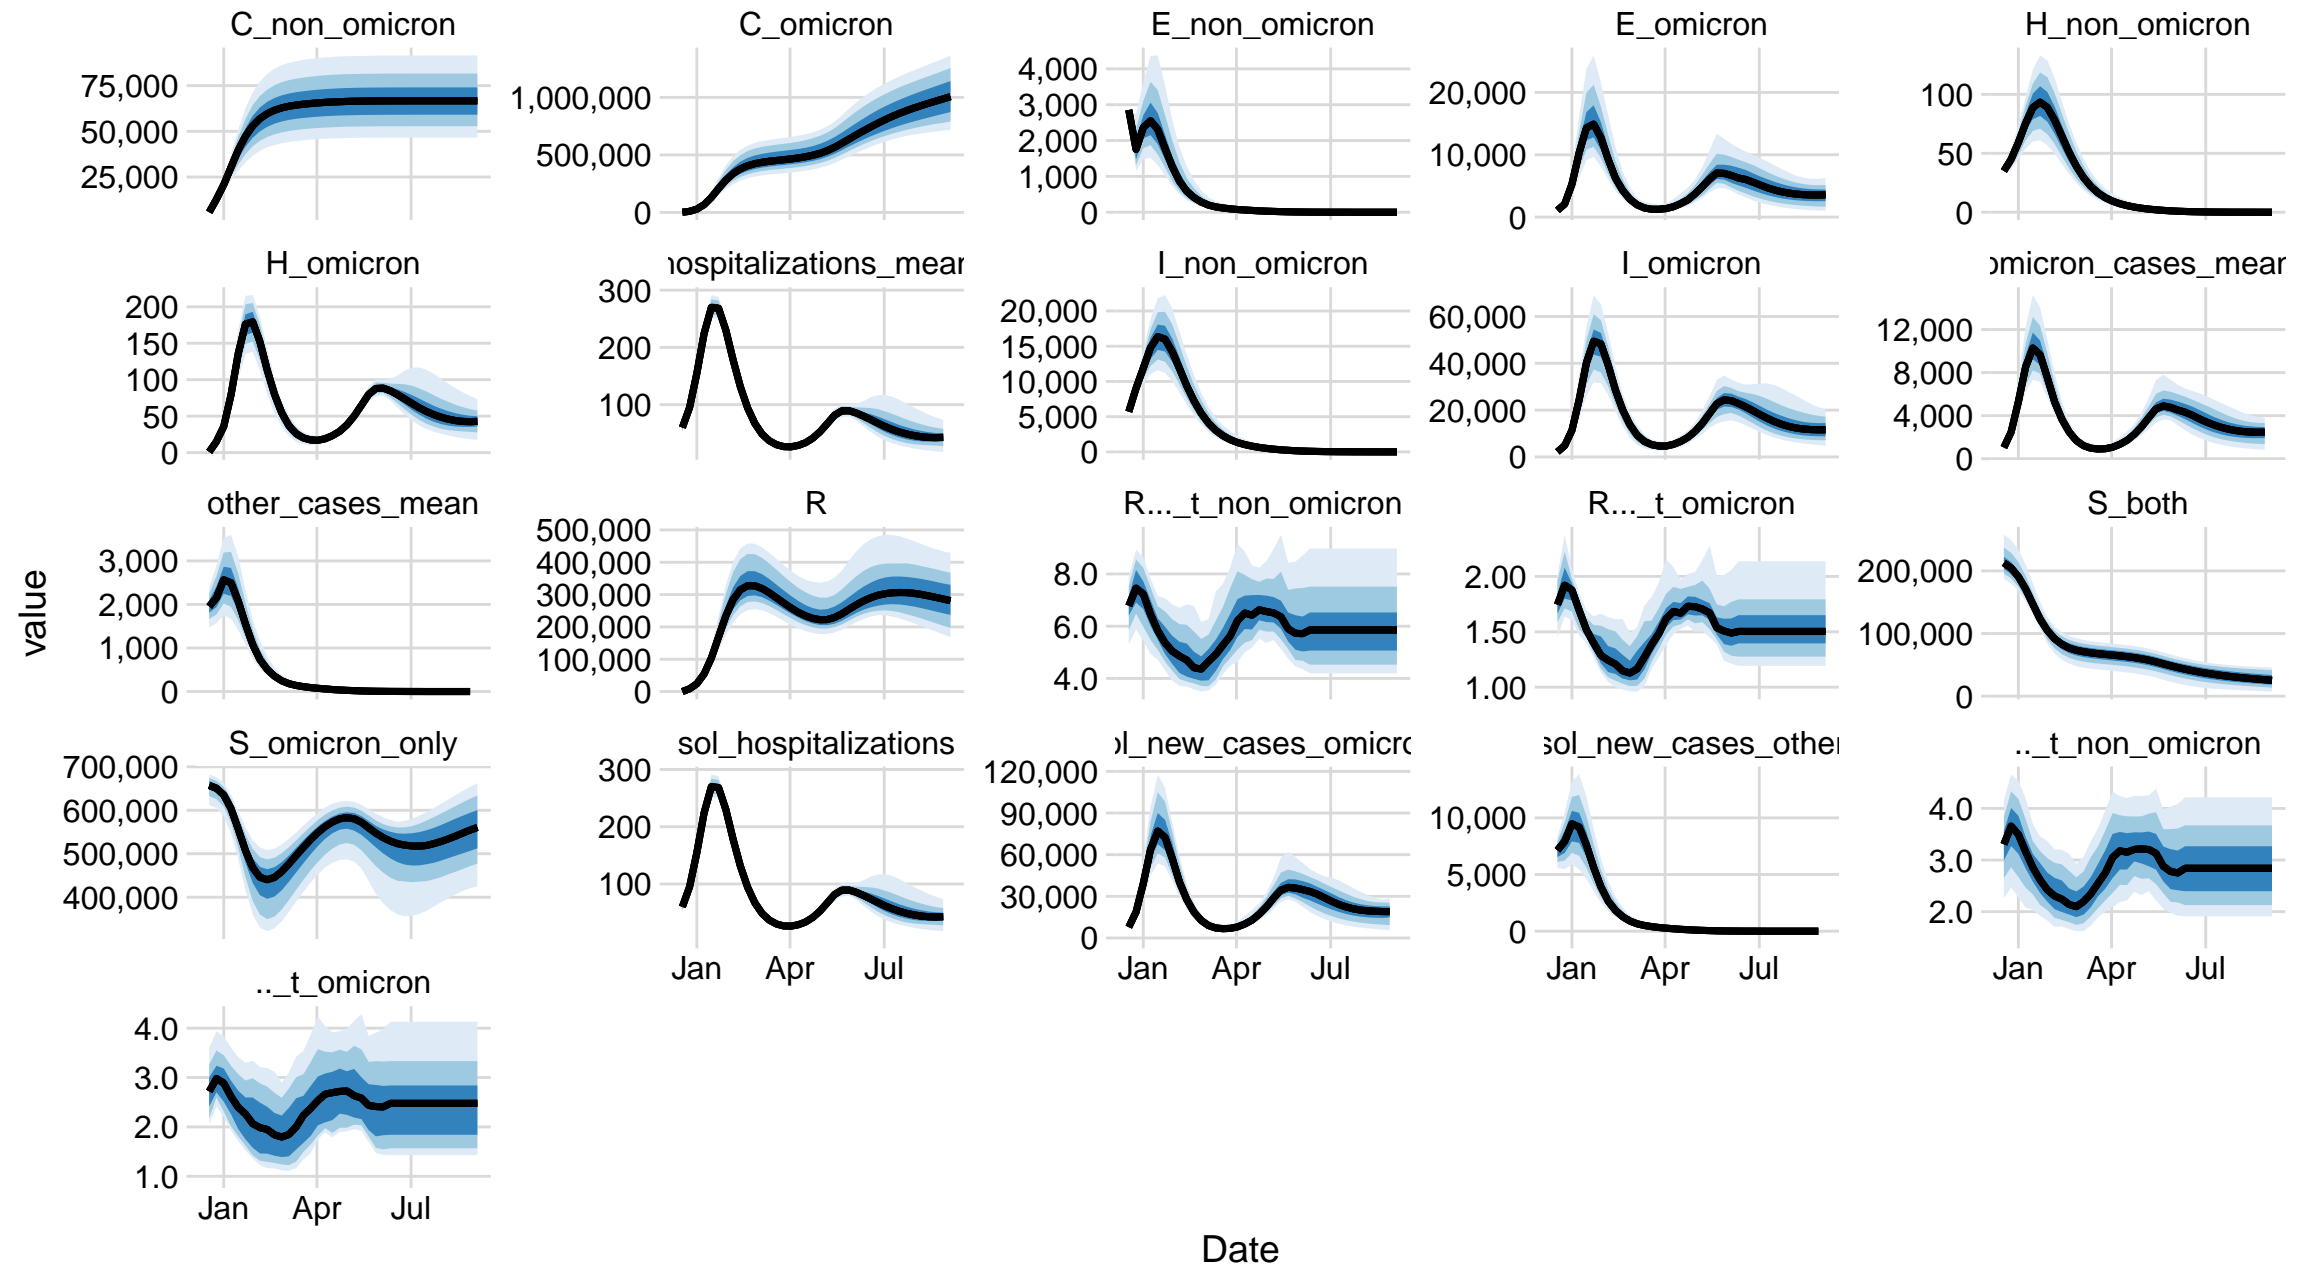 C_non_omicron
75,000
50,000
25,000
C_omicron
1,000,000
500,000
0
E_non_omicron
4,000
3,000
2,000
1,000
0
E_omicron
20,000
10,000
0
H_non_omicron
100
50
0
H_omicron
200
150
100
50
0
hospitalizations_mean
300
200
100
I_non_omicron
20,000
15,000
10,000
5,000
0
I_omicron
60,000
40,000
20,000
0
omicron_cases_mean
12,000
8,000
4,000
0
other_cases_mean
3,000
2,000
1,000
0
R
500,000
400,000
300,000
200,000
100,000
0
R..._t_non_omicron
8.0
6.0
4.0
R..._t_omicron
2.00
1.50
1.00
S_both
200,000
100,000
0
S_omicron_only
700,000
600,000
500,000
400,000
sol_hospitalizations
300
200
100
Jan Apr Jul
ol_new_cases_omicro
120,000
90,000
60,000
30,000
0
Jan Apr Jul
sol_new_cases_other
10,000
5,000
0
Jan Apr Jul
.._t_non_omicron
4.0
3.0
2.0
Jan Apr Jul
.._t_omicron
4.0
3.0
2.0
1.0
Jan Apr Jul
value
Date